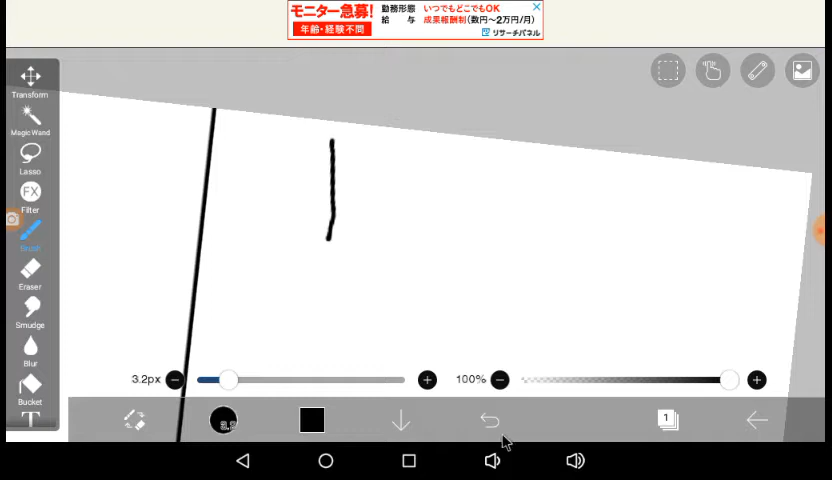 モニター急募!
年齢・経験不問
勤務形態 いつでもどこでもOK
給 与 成果報酬制(数円～2万円/月)
リサーチパネル
Transform
Magic Wand
Lasso
FX
Filter
Brush
Eraser
Smudge
Blur
Bucket
T
3.2px
100%
3.2
1